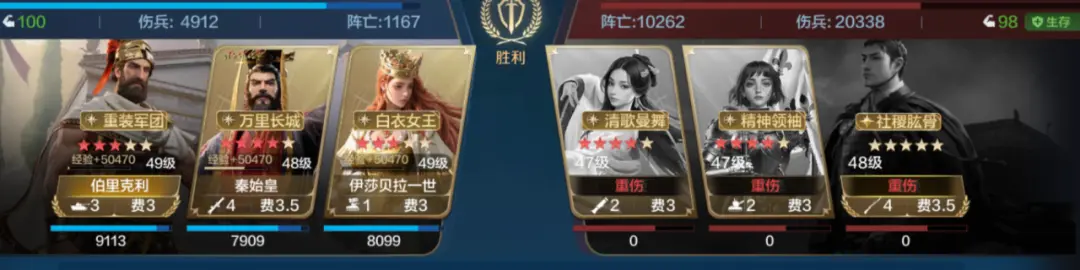 100 伤兵: 4912 阵亡:1167
胜利
阵亡:10262 伤兵: 20338 98 生存
重装军团
经验+50470 49级
伯里克利
3 费3
9113
万里长城
经验+50470 48级
秦始皇
4 费3.5
7909
白衣女王
经验+50470 49级
伊莎贝拉一世
1 费3
8099
清歌曼舞
47级
重伤
2 费3
0
精神领袖
47级
重伤
2 费3
0
社稷肱骨
48级
重伤
4 费3.5
0